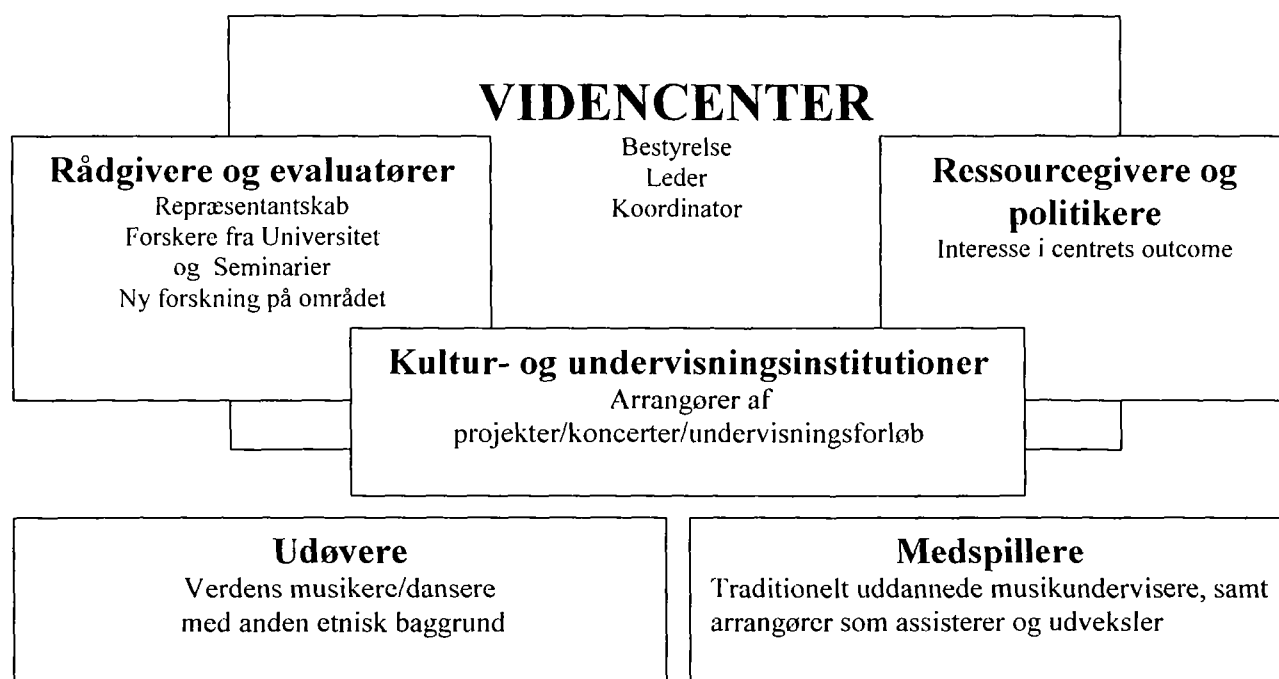 VIDENCENTER
Bestyrelse
Leder
Koordinator
Rådgivere og evaluatører
Repræsentantskab
Forskere fra Universitet
og Seminarier
Ny forskning på området
Ressourcegivere og
politikere
Interesse i centrets outcome
Kultur- og undervisningsinstitutioner
Arrangører af
projekter/koncerter/undervisningsforløb
Udøvere
Verdens musikere/dansere
med anden etnisk baggrund
Medspillere
Traditionelt uddannede musikundervisere, samt
arrangører som assisterer og udveksler